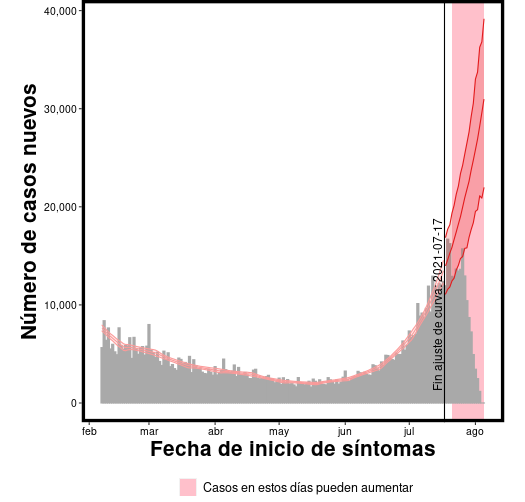 Número de casos nuevos
40,000
30,000
20,000
10,000
0
Fin ajuste de curva: 2021-07-17
feb mar abr may jun jul ago
Fecha de inicio de síntomas
Casos en estos días pueden aumentar